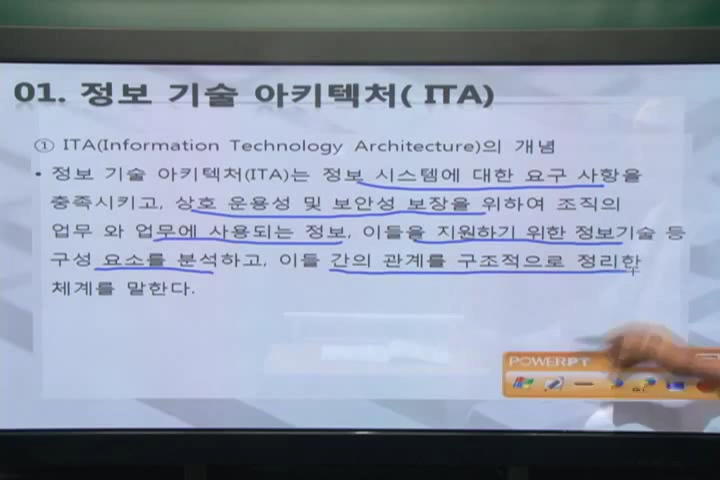 01. 정보 기술 아키텍처( ITA)
① ITA(Information Technology Architecture)의 개념
• 정보 기술 아키텍처(ITA)는 정보 시스템에 대한 요구 사항을
충족시키고, 상호 운용성 및 보안성 보장을 위하여 조직의
업무 와 업무에 사용되는 정보, 이들을 지원하기 위한 정보기술 등
구성 요소를 분석하고, 이들 간의 관계를 구조적으로 정리한
체계를 말한다.
POWERPT